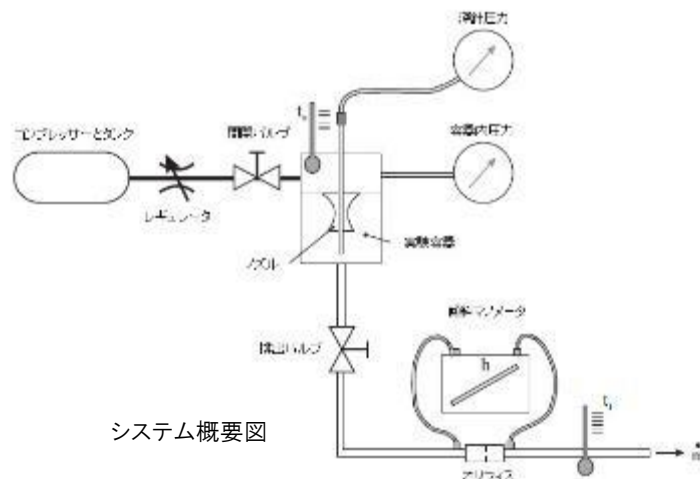 探針圧力
容器内圧力
開閉バルブ
コンプレッサーとタンク
レギュレータ
ノズル
実験容器
排出バルブ
傾斜マノメータ
h
オリフィス
システム概要図